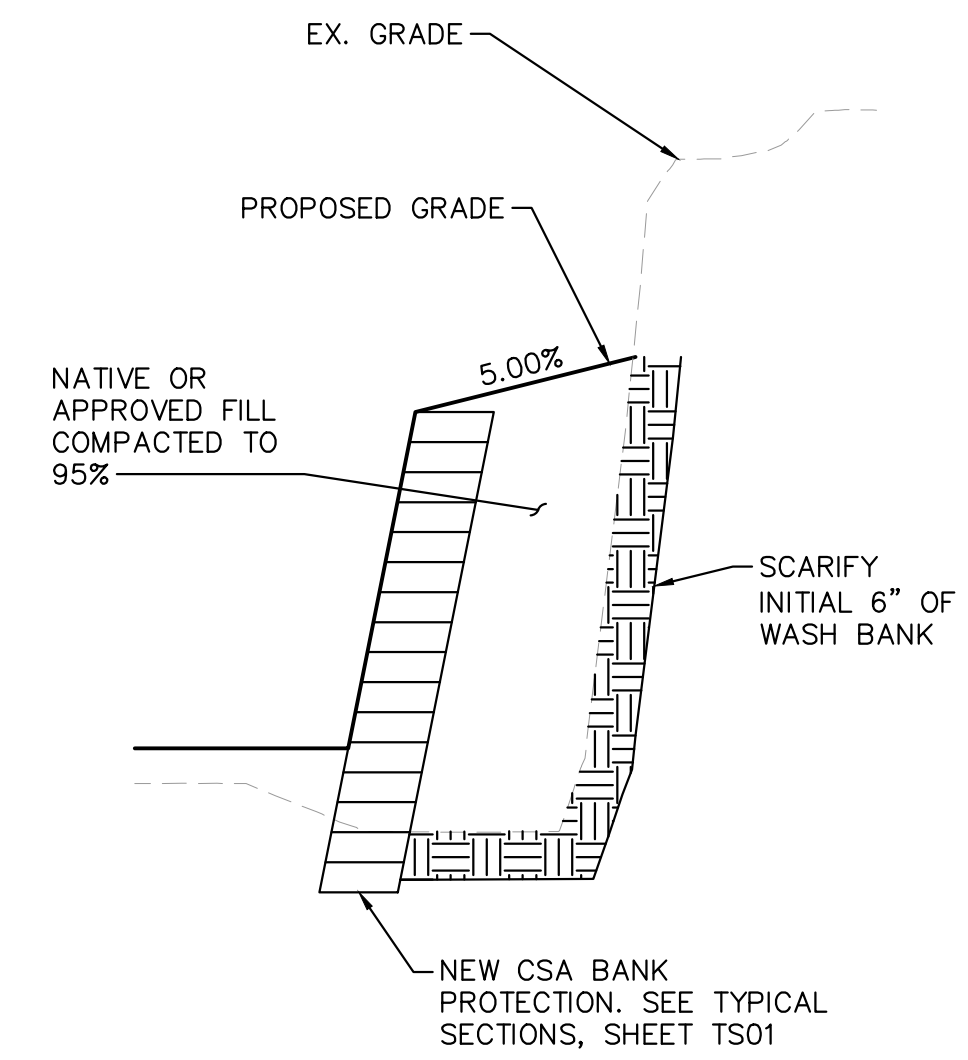 EX. GRADE
PROPOSED GRADE
5.00%
NATIVE OR
APPROVED FILL
COMPACTED TO
95%
SCARIFY
INITIAL 6” OF
WASH BANK
NEW CSA BANK
PROTECTION. SEE TYPICAL
SECTIONS, SHEET TS01